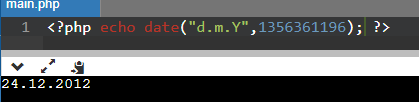 main.php
1 <?php echo date("d.m.Y",1356361196); ?>
24.12.2012